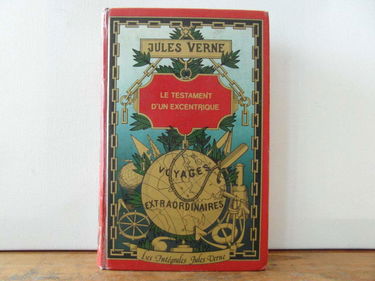 JULES VERNE
LE TESTAMENT
D'UN EXCENTRIQUE
VOYAGES
EXTRAORDINAIRES
Les Intégrales Jules Verne